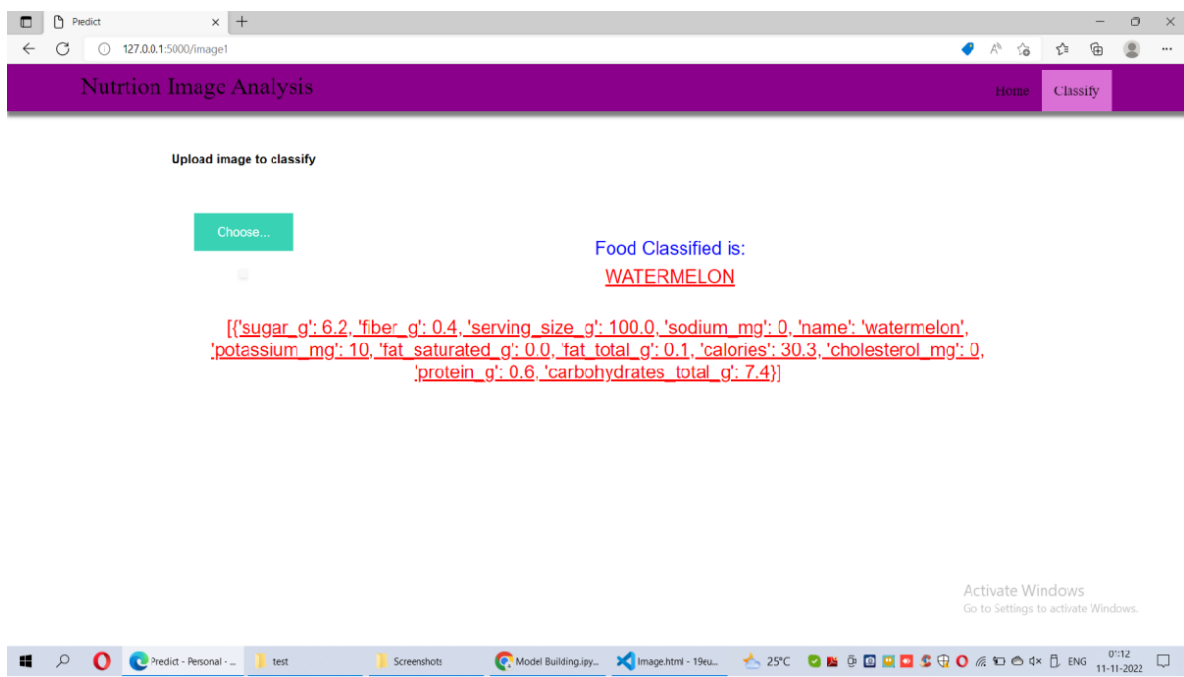 Predict
127.0.0.1:5000/image1
Nutrtion Image Analysis
Home
Classify
Upload image to classify
Choose...
Food Classified is:
WATERMELON
[{'sugar_g': 6.2, 'fiber_g': 0.4, 'serving_size_g': 100.0, 'sodium_mg': 0, 'name': 'watermelon',
'potassium_mg': 10, 'fat_saturated_g': 0.0, 'fat_total_g': 0.1, 'calories': 30.3, 'cholesterol_mg': 0,
'protein_g': 0.6, 'carbohydrates_total_g': 7.4}]
Activate Windows
Go to Settings to activate Windows.
Predict - Personal - ...
test
Screenshots
Model Building.ipy...
Image.html - 19eu...
25°C
ENG
11-11-2022